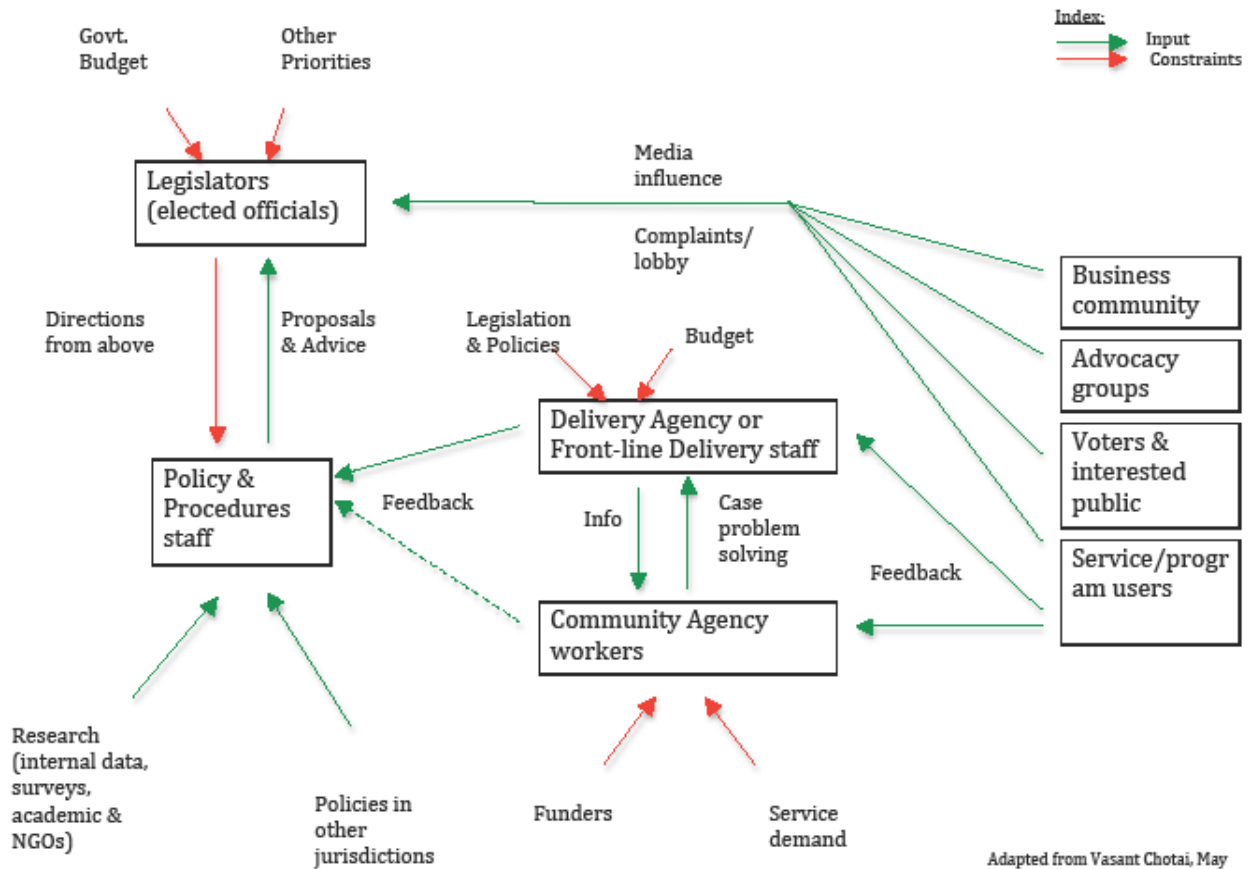 Govt.
Budget
Other
Priorities
Index:
Input
Constraints
Legislators
(elected officials)
Media
influence
Complaints/
lobby
Business
community
Directions
from above
Proposals
& Advice
Legislation
& Policies
Budget
Advocacy
groups
Delivery Agency or
Front-line Delivery staff
Voters &
interested
public
Policy &
Procedures
staff
Feedback
Info
Case
problem
solving
Feedback
Service/progr
am users
Community Agency
workers
Research
(internal data,
surveys,
academic &
NGOs)
Policies in
other
jurisdictions
Funders
Service
demand
Adapted from Vasant Chotai, May